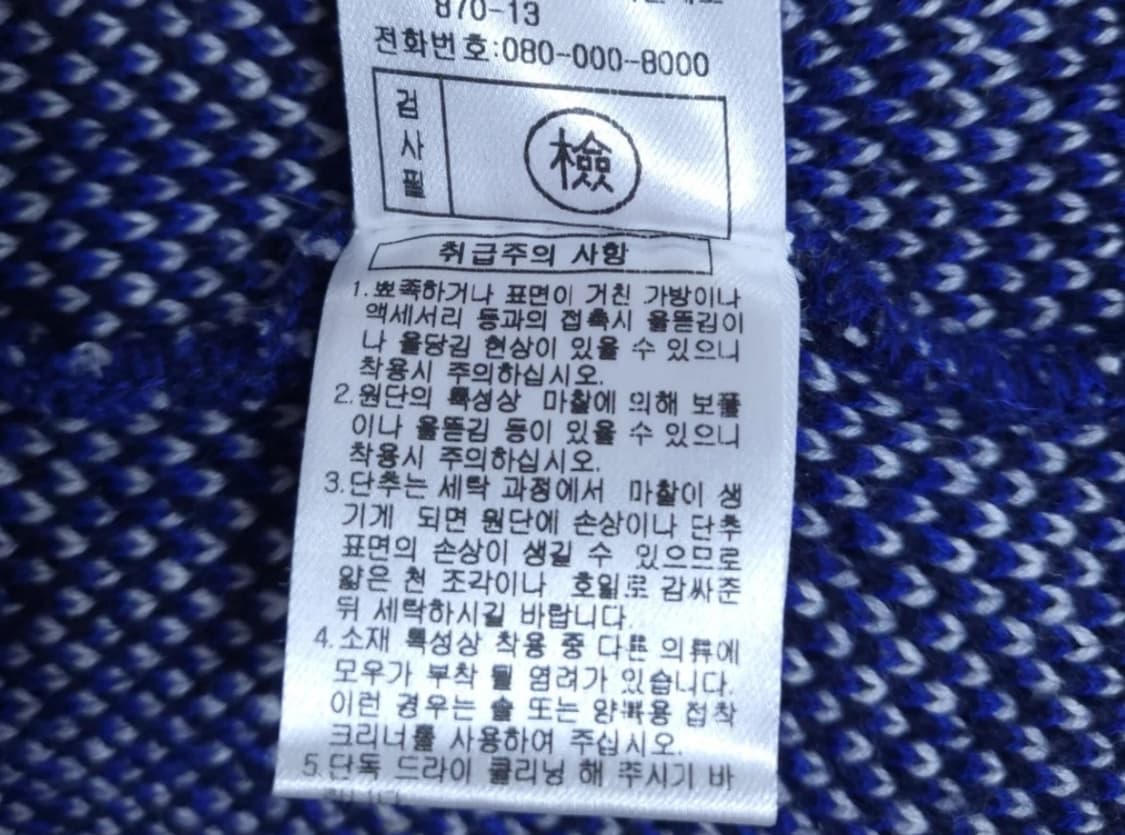 870-13
전화번호:080-000-8000
검사필
檢
취급주의 사항
1.뾰족하거나 표면이 거친 가방이나
액세서리 등과의 접촉시 올뜯김이
나 올당김 현상이 있을 수 있으니
착용시 주의하십시오.
2.원단의 특성상 마찰에 의해 보풀
이나 올뜯김 등이 있을 수 있으니
착용시 주의하십시오.
3.단추는 세탁 과정에서 마찰이 생
기게 되면 원단에 손상이나 단추
표면의 손상이 생길 수 있으므로
얇은 천 조각이나 호일로 감싸준
뒤 세탁하시길 바랍니다.
4.소재 특성상 착용 중 다른 의류에
모우가 부착 될 염려가 있습니다.
이런 경우는 솔 또는 양복용 접착
크리너를 사용하여 주십시오.
5.단독 드라이 클리닝 해 주시기 바